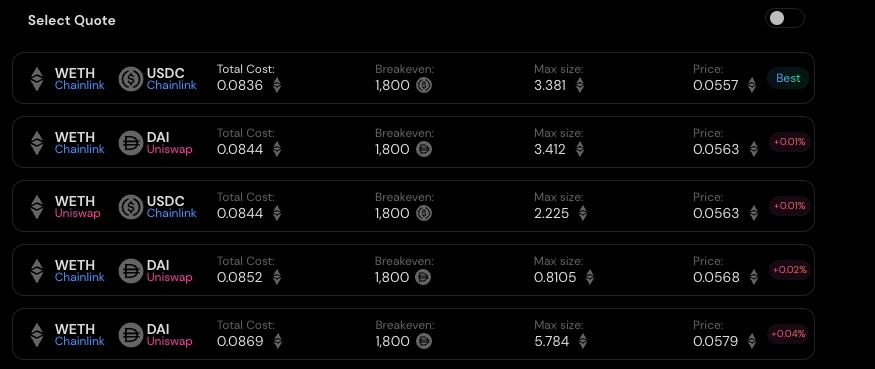 Select Quote
WETH USDC Total Cost: Breakeven: Max size: Price:
Chainlink Chainlink 0.0836 1,800 3.381 0.0557 Best
WETH DAI Total Cost: Breakeven: Max size: Price:
Chainlink Uniswap 0.0844 1,800 3.412 0.0563 +0.01%
WETH USDC Total Cost: Breakeven: Max size: Price:
Uniswap Chainlink 0.0844 1,800 2.225 0.0563 +0.01%
WETH DAI Total Cost: Breakeven: Max size: Price:
Chainlink Uniswap 0.0852 1,800 0.8105 0.0568 +0.02%
WETH DAI Total Cost: Breakeven: Max size: Price:
Chainlink Uniswap 0.0869 1,800 5.784 0.0579 +0.04%